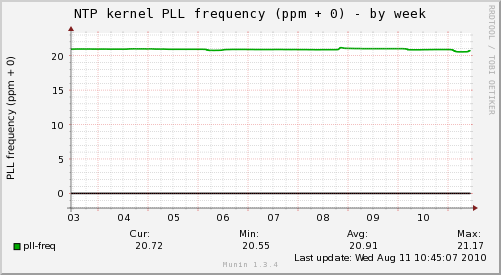 NTP kernel PLL frequency (ppm + 0) - by week
RRDTOOL / TOBI OETIKER
PLL frequency (ppm + 0)
20
15
10
5
0
03 04 05 06 07 08 09 10
Cur: Min: Avg: Max:
pll-freq 20.72 20.55 20.91 21.17
Last update: Wed Aug 11 10:45:07 2010
Munin 1.3.4